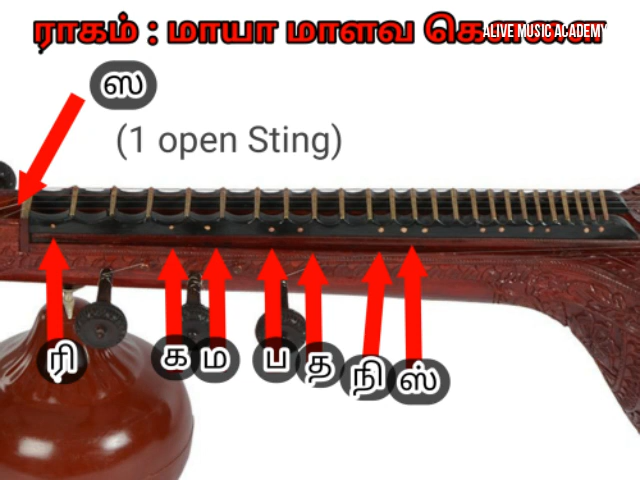 ராகம் : மாயா மாளவ
ALIVE MUSIC ACADEMY
ஸ
(1 open Sting)
ரி க ம ப த நி ஸ்